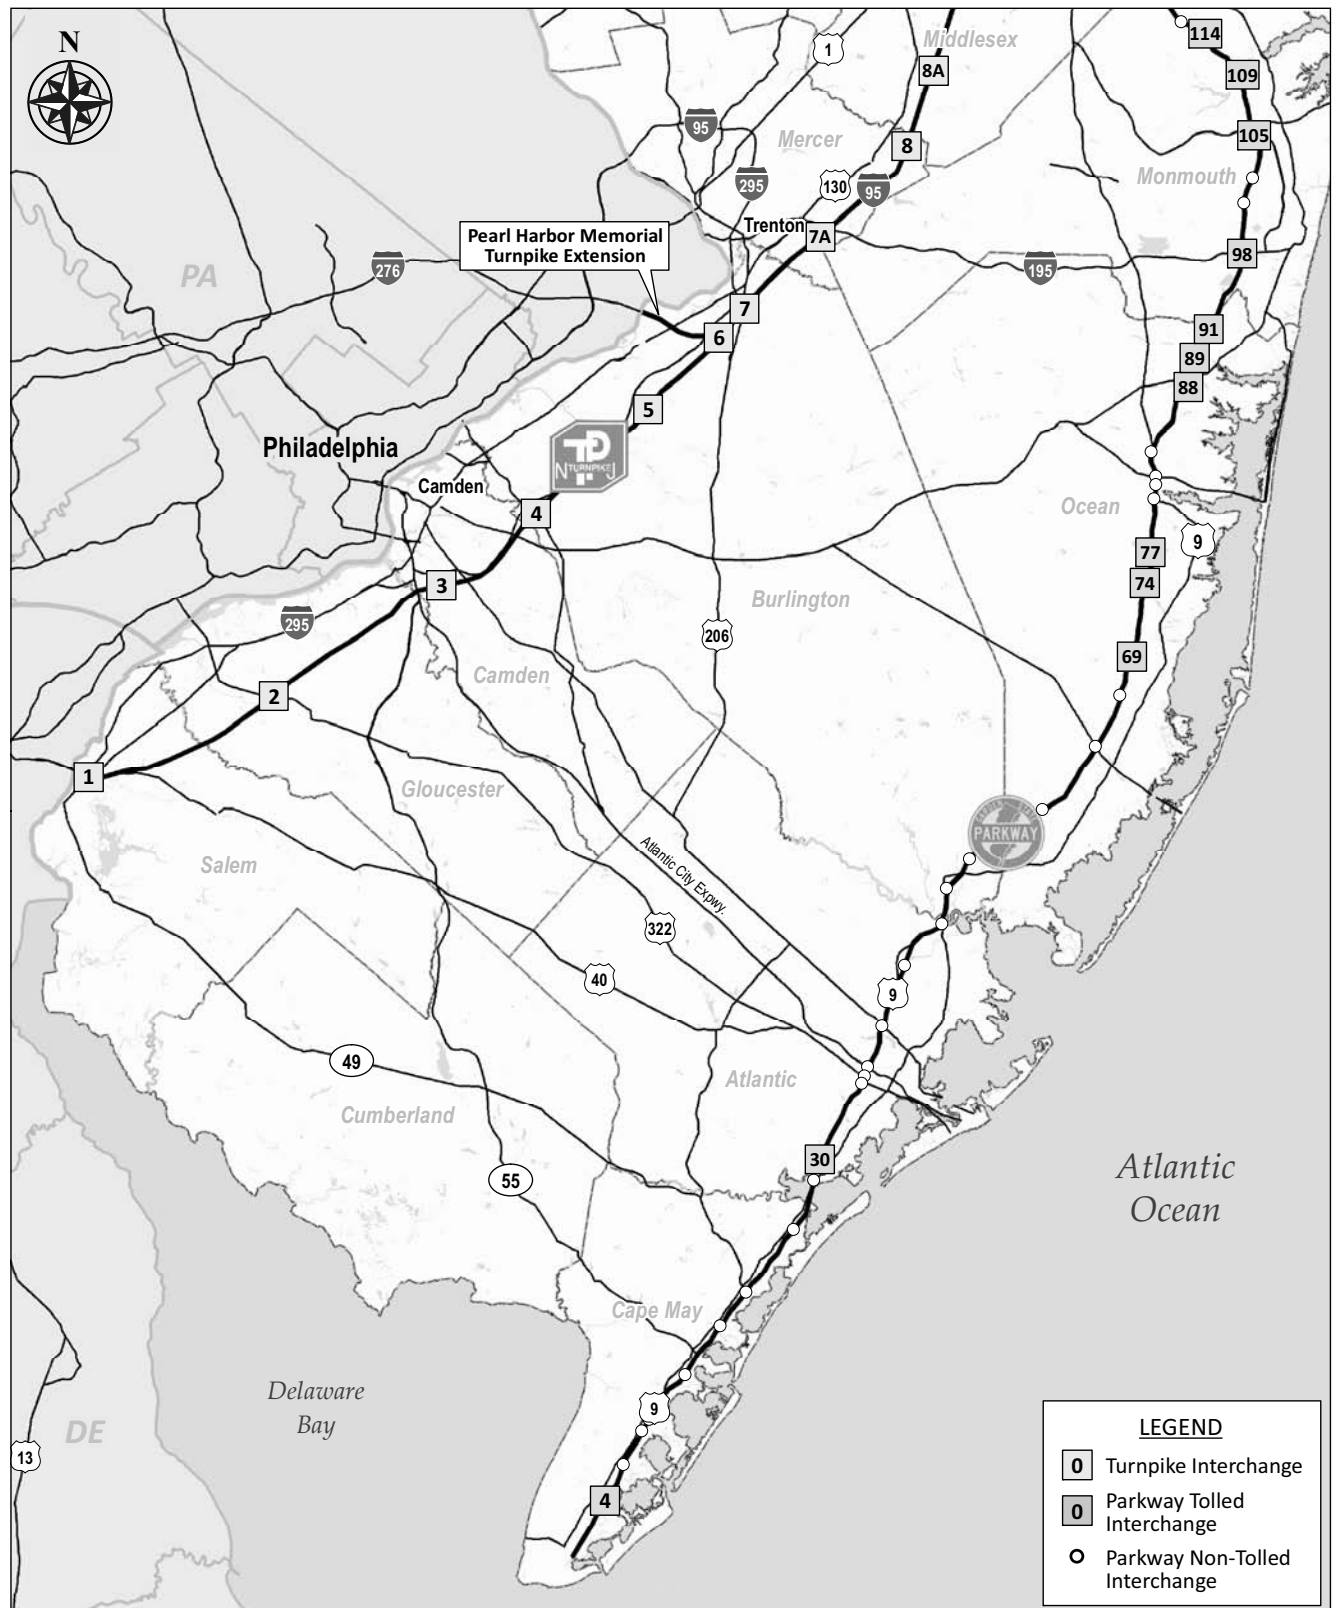 N
1
Middlesex
8A
114
109
105
95
Mercer
8
295
130
95
Monmouth
Trenton
7A
98
Pearl Harbor Memorial
Turnpike Extension
276
195
PA
7
6
91
89
88
5
Philadelphia
TP
N TURNPIKE J
Camden
4
Ocean
9
77
74
3
Burlington
295
206
69
Camden
2
1
Gloucester
PARKWAY
Salem
Atlantic City Expwy.
322
40
9
49
Atlantic
Cumberland
30
55
Atlantic
Ocean
Cape May
Delaware
Bay
9
DE
13
4
LEGEND
0 Turnpike Interchange
0 Parkway Tolled
Interchange
Parkway Non-Tolled
Interchange